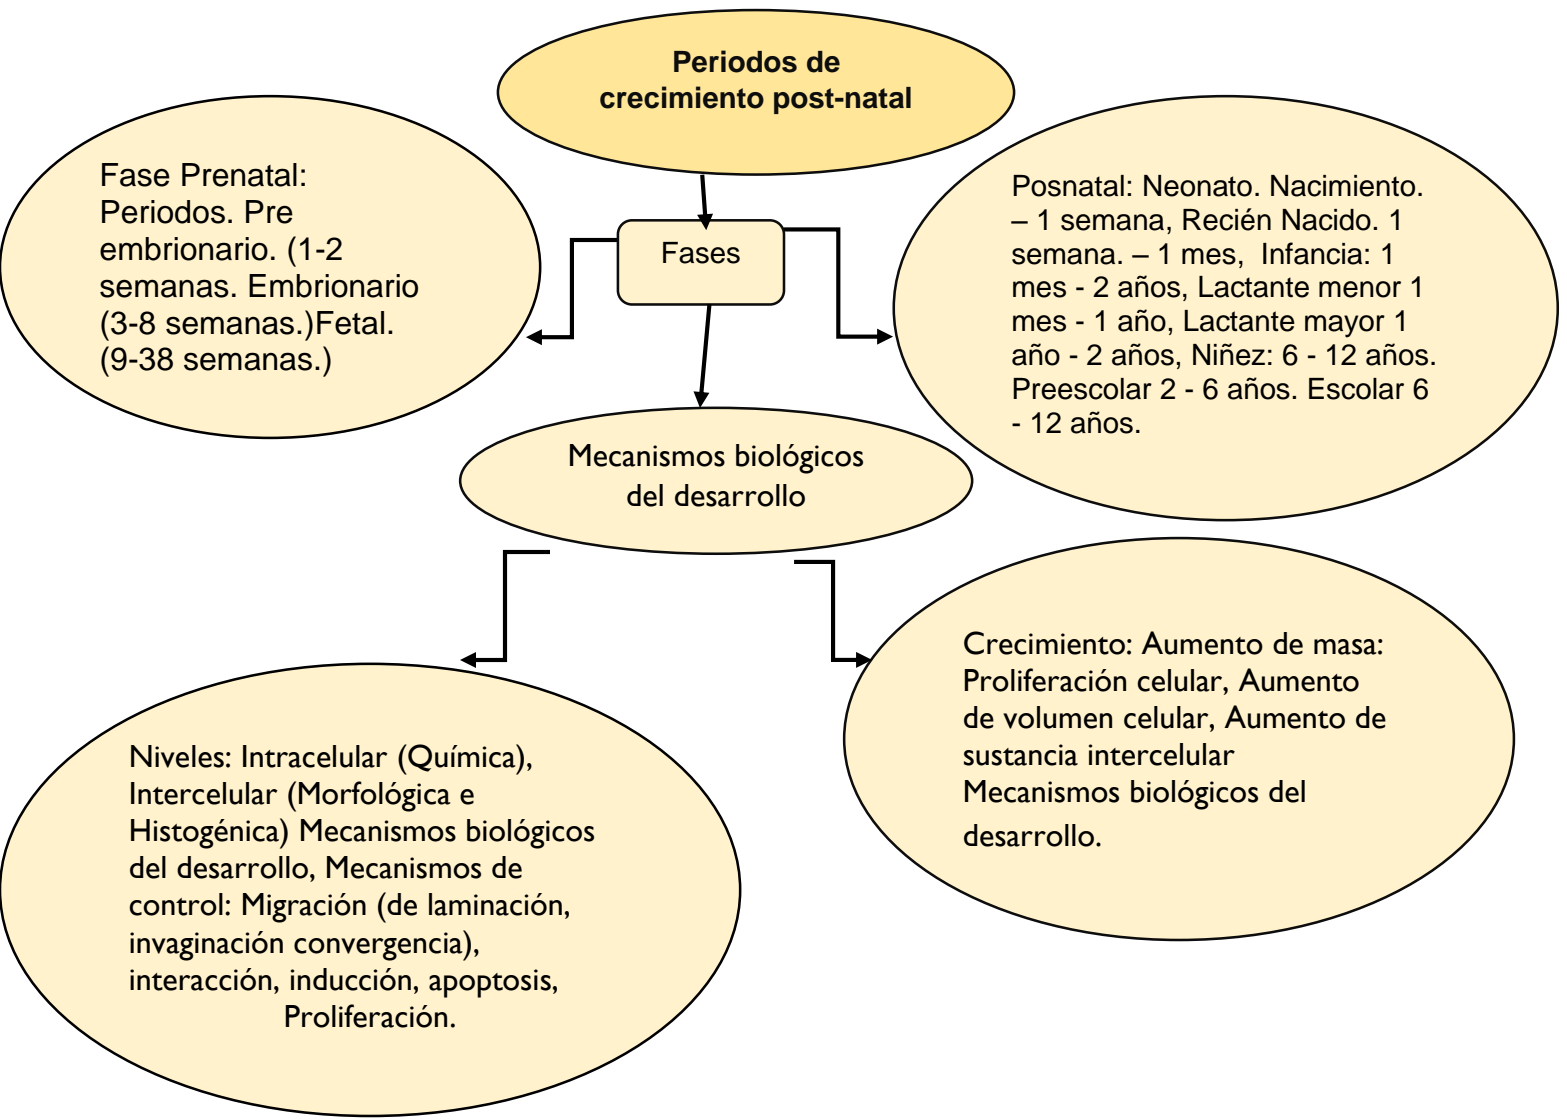 Periodos de
crecimiento post-natal
Fase Prenatal:
Periodos. Pre
embrionario. (1-2
semanas. Embrionario
(3-8 semanas.)Fetal.
(9-38 semanas.)
Fases
Posnatal: Neonato. Nacimiento.
– 1 semana, Recién Nacido. 1
semana. – 1 mes,  Infancia: 1
mes - 2 años, Lactante menor 1
mes - 1 año, Lactante mayor 1
año - 2 años, Niñez: 6 - 12 años.
Preescolar 2 - 6 años. Escolar 6
- 12 años.
Mecanismos biológicos
del desarrollo
Niveles: Intracelular (Química),
Intercelular (Morfológica e
Histogénica) Mecanismos biológicos
del desarrollo, Mecanismos de
control: Migración (de laminación,
invaginación convergencia),
interacción, inducción, apoptosis,
Proliferación.
Crecimiento: Aumento de masa:
Proliferación celular, Aumento
de volumen celular, Aumento de
sustancia intercelular
Mecanismos biológicos del
desarrollo.